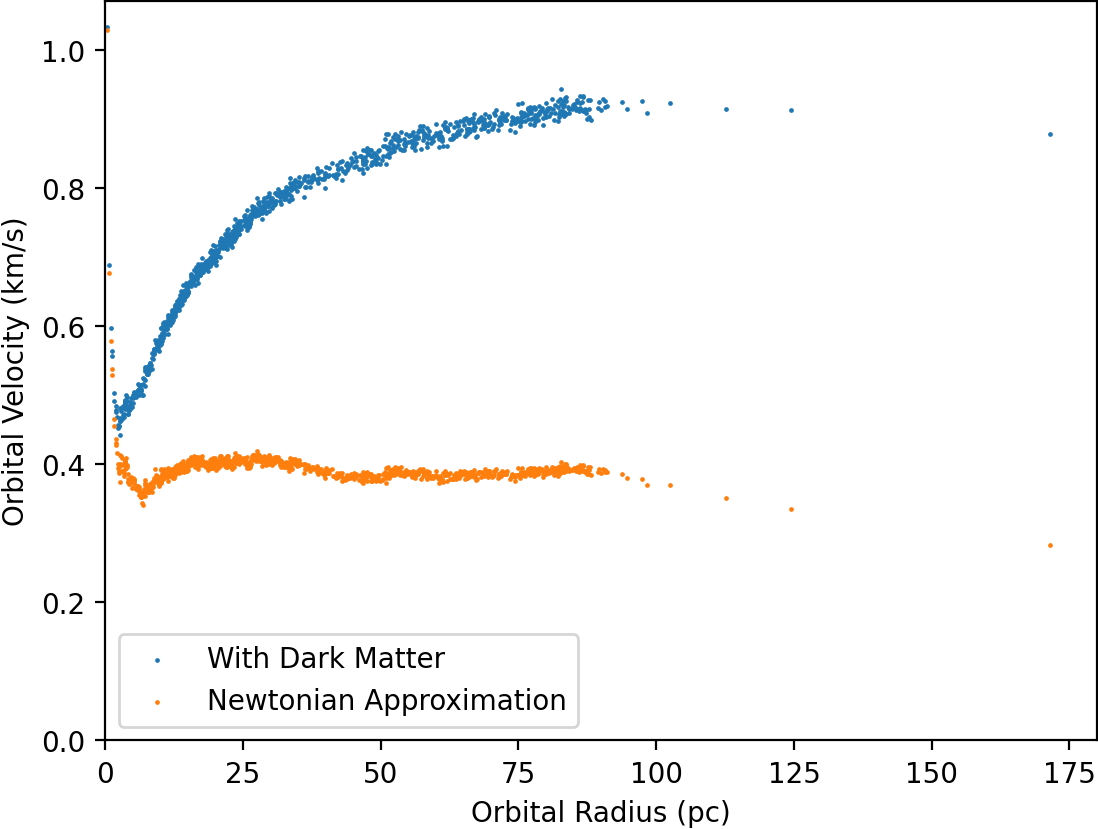 1.0
0.8
0.6
0.4
0.2
0.0
Orbital Velocity (km/s)
With Dark Matter
Newtonian Approximation
0 25 50 75 100 125 150 175
Orbital Radius (pc)